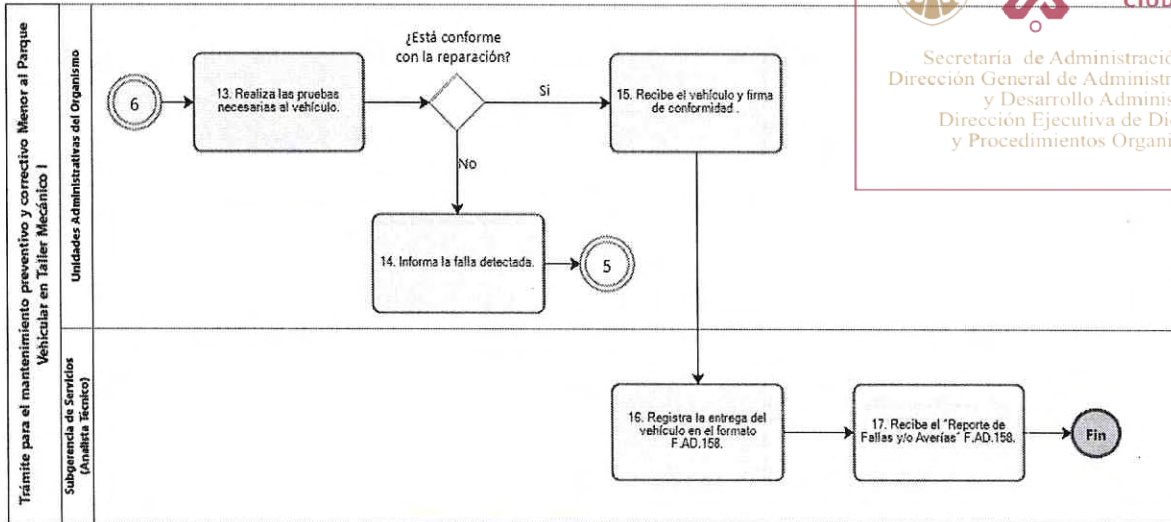 CIUD
Secretaría de Administració
Dirección General de Administr
y Desarrollo Adminis
Dirección Ejecutiva de Di
y Procedimientos Organi
Trámite para el mantenimiento preventivo y correctivo Menor al Parque
Vehicular en Taller Mecánico I
Unidades Administrativas del Organismo
6
13. Realiza las pruebas
necesarias al vehículo.
¿Está conforme
con la reparación?
Si
No
15. Recibe el vehículo y firma
de conformidad .
14. Informa la falla detectada.
5
Subgerencia de Servicios
(Analista Técnico)
16. Registra la entrega del
vehículo en el formato
F.AD.158.
17. Recibe el "Reporte de
Fallas y/o Averías" F.AD.158.
Fin